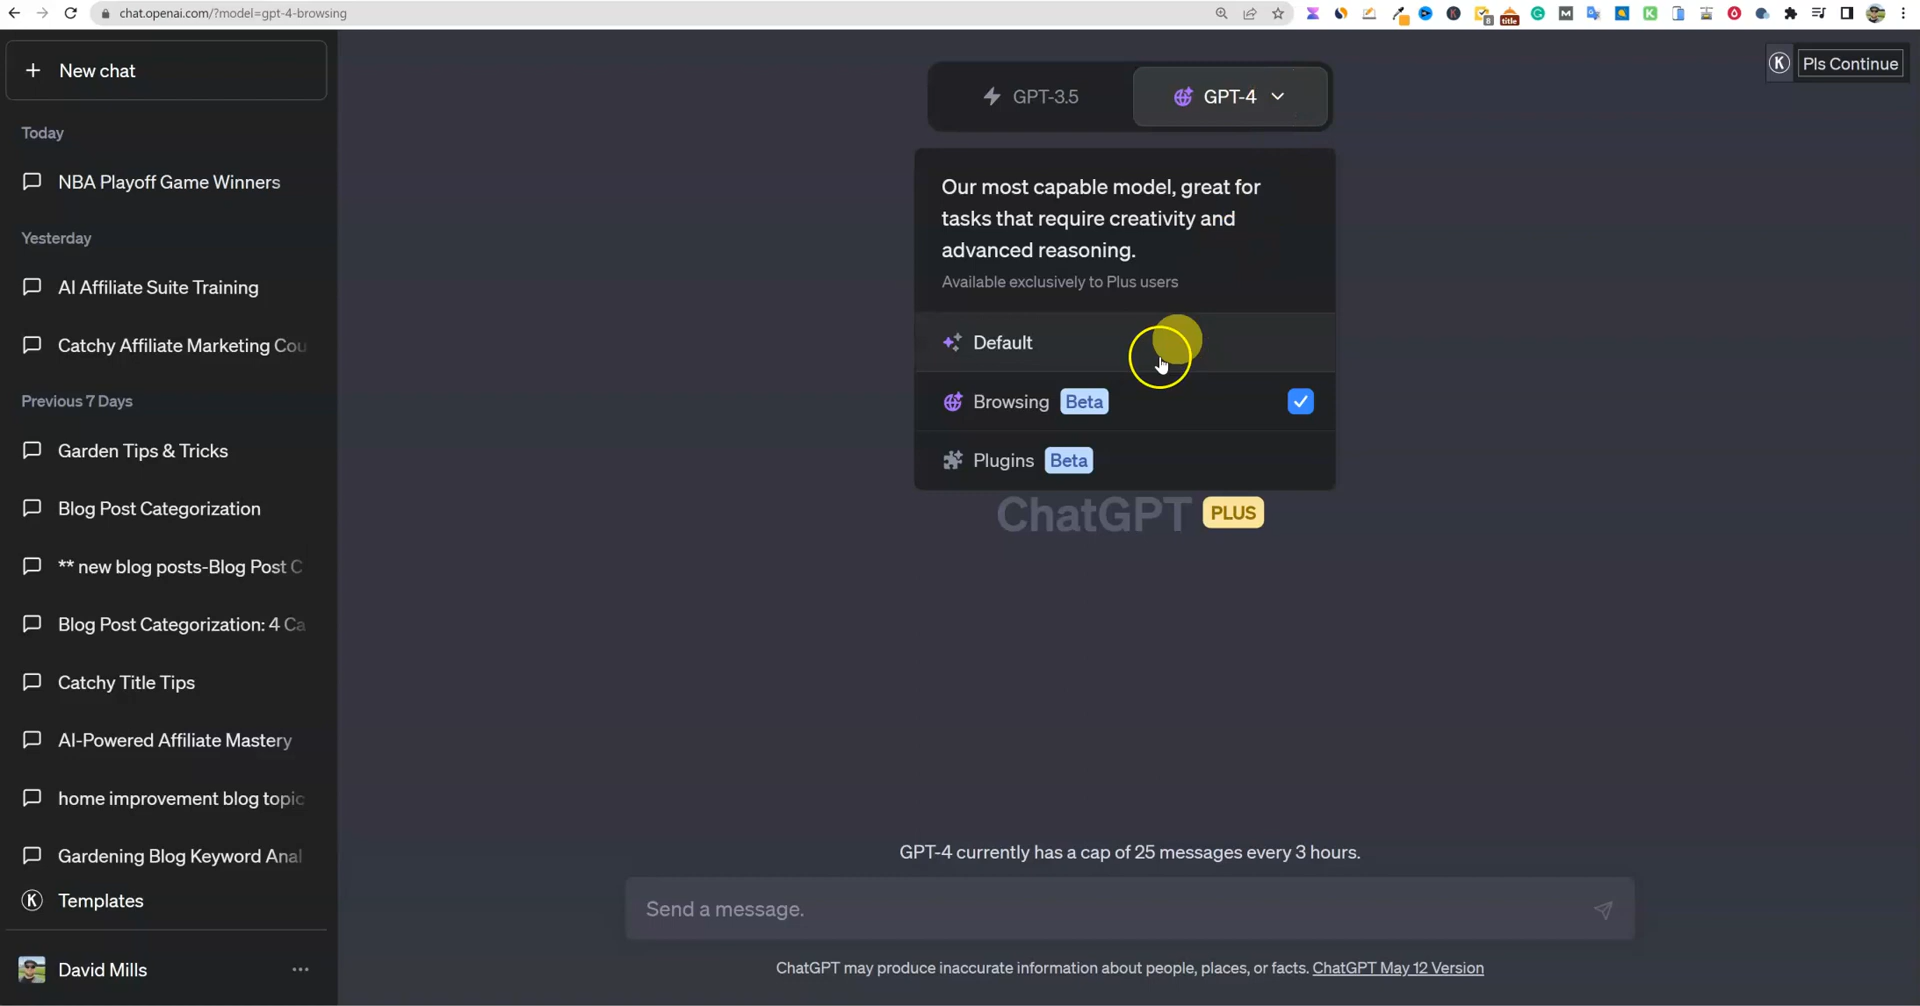 chat.openai.com/?model=gpt-4-browsing
title
New chat
Today
NBA Playoff Game Winners
Yesterday
AI Affiliate Suite Training
Catchy Affiliate Marketing Cou
Previous 7 Days
Garden Tips & Tricks
Blog Post Categorization
** new blog posts-Blog Post C
Blog Post Categorization: 4 Ca
Catchy Title Tips
AI-Powered Affiliate Mastery
home improvement blog topic
Gardening Blog Keyword Anal
K Templates
David Mills
K Pls Continue
GPT-3.5
GPT-4
Our most capable model, great for
tasks that require creativity and
advanced reasoning.
Available exclusively to Plus users
Default
Browsing Beta
Plugins Beta
ChatGPT PLUS
GPT-4 currently has a cap of 25 messages every 3 hours.
Send a message.
ChatGPT may produce inaccurate information about people, places, or facts. ChatGPT May 12 Version